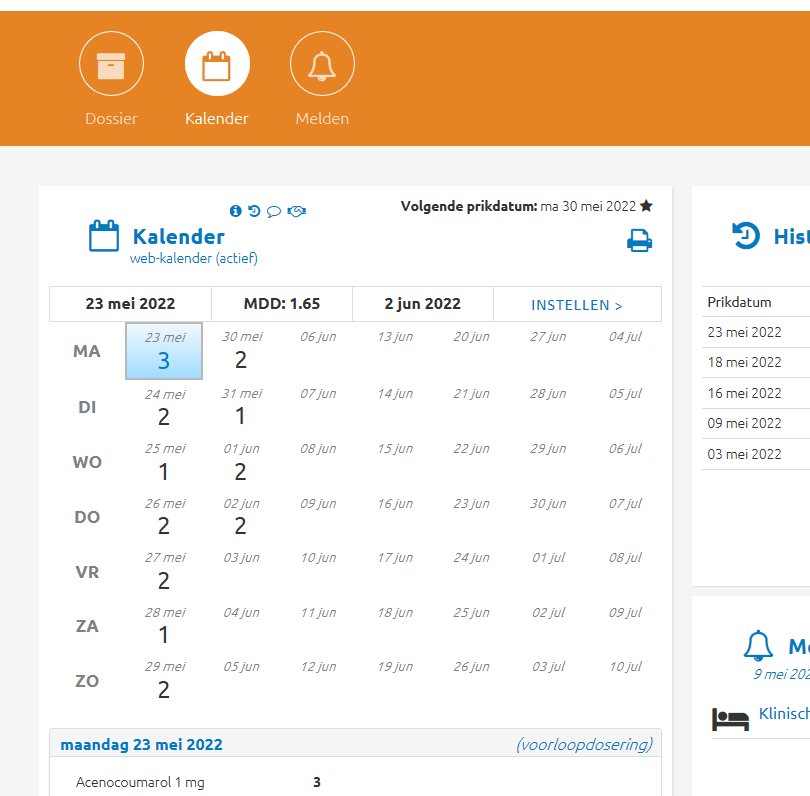 Dossier Kalender Melden
Volgende prikdatum: ma 30 mei 2022
Kalender
web-kalender (actief)
23 mei 2022 MDD: 1.65 2 jun 2022 INSTELLEN >
23 mei 30 mei 06 jun 13 jun 20 jun 27 jun 04 jul
MA 3 2
24 mei 31 mei 07 jun 14 jun 21 jun 28 jun 05 jul
DI 2 1
25 mei 01 jun 08 jun 15 jun 22 jun 29 jun 06 jul
WO 1 2
26 mei 02 jun 09 jun 16 jun 23 jun 30 jun 07 jul
DO 2 2
27 mei 03 jun 10 jun 17 jun 24 jun 01 jul 08 jul
VR 2
28 mei 04 jun 11 jun 18 jun 25 jun 02 jul 09 jul
ZA 1
29 mei 05 jun 12 jun 19 jun 26 jun 03 jul 10 jul
ZO 2
maandag 23 mei 2022 (voorloopdosering)
Acenocoumarol 1 mg 3
Hist
Prikdatum
23 mei 2022
18 mei 2022
16 mei 2022
09 mei 2022
03 mei 2022
9 mei 202
Klinisch